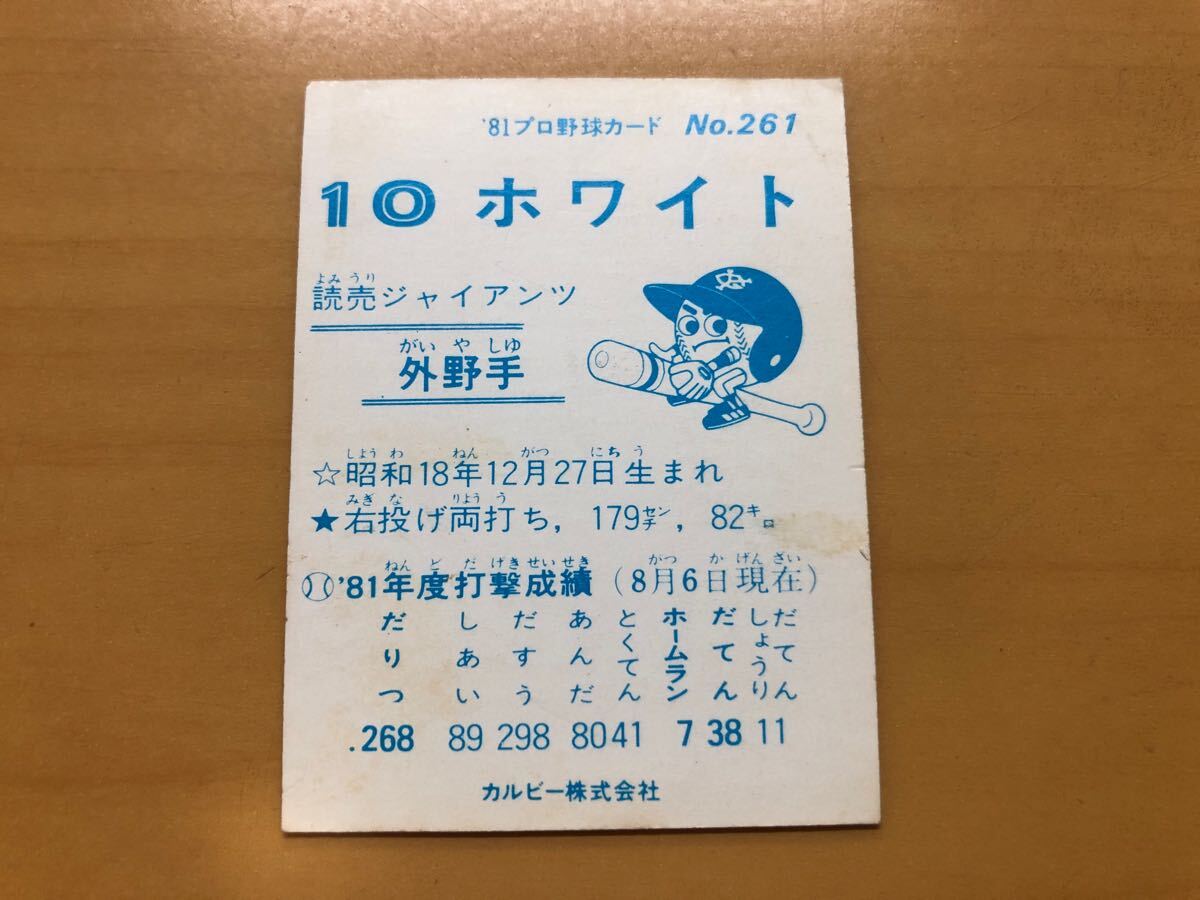 '81プロ野球カード No.261
10 ホワイト
よみ うり
読売ジャイアンツ
がい や しゆ
外野手
しよう わ ねん がつ にち う
☆昭和18年12月27日生まれ
みぎ な りよう う
★右投げ両打ち，179センチ，82キロ
ねん ど だ げき せい せき がつ か げん ざい
'81年度打撃成績（8月6日現在）
だりつ しあい だすう あんだ とくてん ホームラン だてん しょうりだてん
.268 89 298 80 41 7 38 11
カルビー株式会社